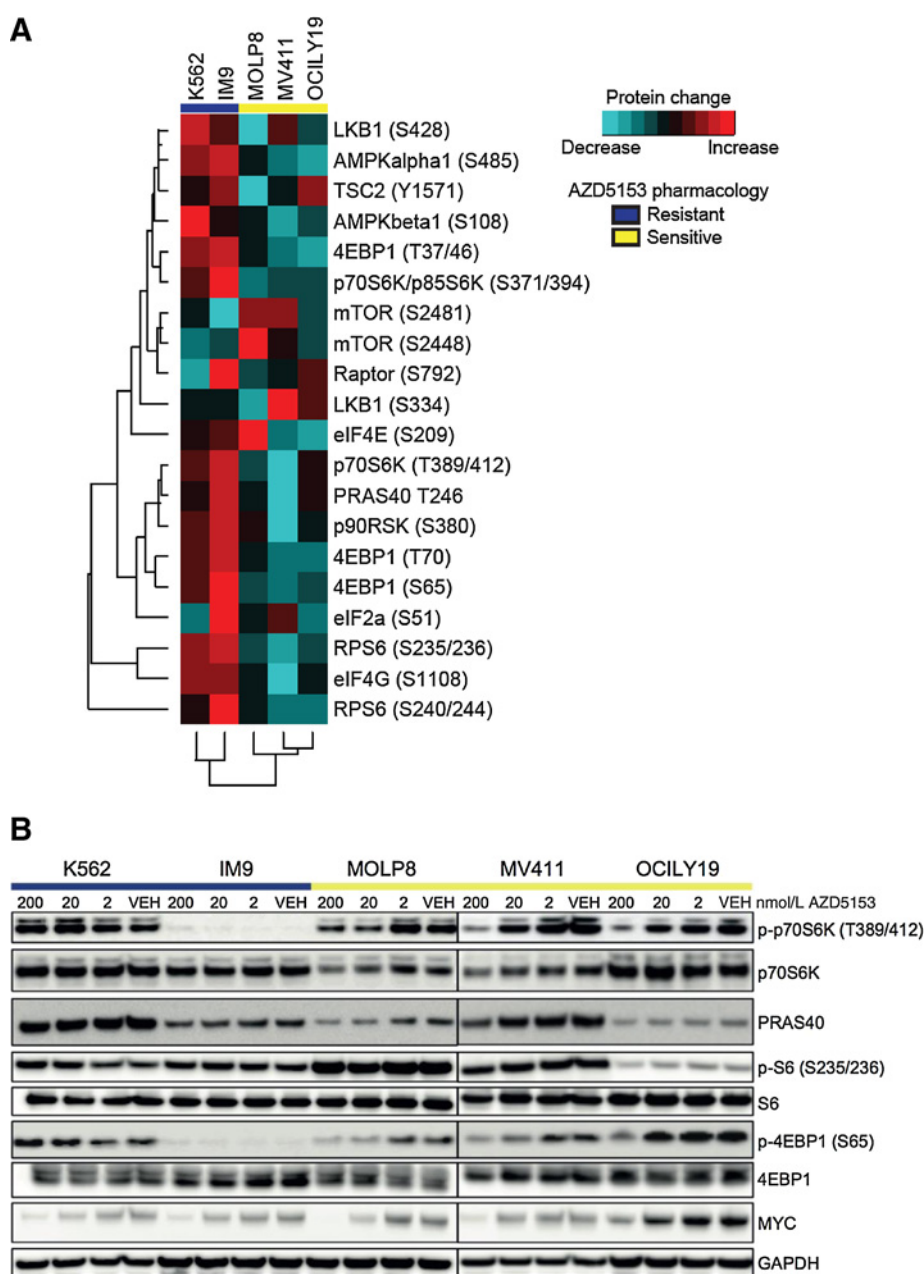 A
K562 IM9 MOLP8 MV411 OCILY19
Protein change
Decrease Increase
AZD5153 pharmacology
Resistant
Sensitive
LKB1 (S428)
AMPKalpha1 (S485)
TSC2 (Y1571)
AMPKbeta1 (S108)
4EBP1 (T37/46)
p70S6K/p85S6K (S371/394)
mTOR (S2481)
mTOR (S2448)
Raptor (S792)
LKB1 (S334)
eIF4E (S209)
p70S6K (T389/412)
PRAS40 T246
p90RSK (S380)
4EBP1 (T70)
4EBP1 (S65)
eIF2a (S51)
RPS6 (S235/236)
eIF4G (S1108)
RPS6 (S240/244)
B
K562 IM9 MOLP8 MV411 OCILY19
200 20 2 VEH 200 20 2 VEH 200 20 2 VEH 200 20 2 VEH 200 20 2 VEH nmol/L AZD5153
p-p70S6K (T389/412)
p70S6K
PRAS40
p-S6 (S235/236)
S6
p-4EBP1 (S65)
4EBP1
MYC
GAPDH